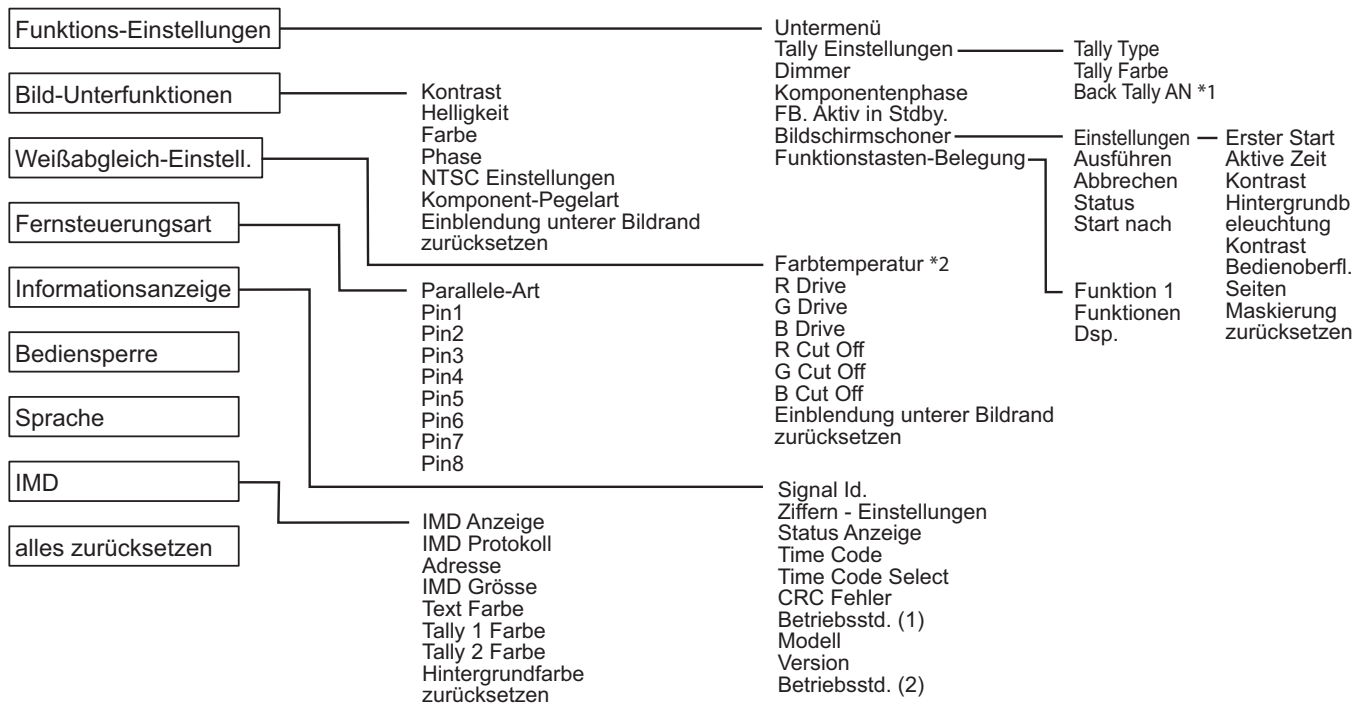 Funktions-Einstellungen
Bild-Unterfunktionen
Weißabgleich-Einstell.
Fernsteuerungsart
Informationsanzeige
Bediensperre
Sprache
IMD
alles zurücksetzen
Kontrast
Helligkeit
Farbe
Phase
NTSC Einstellungen
Komponent-Pegelart
Einblendung unterer Bildrand
zurücksetzen
Parallele-Art
Pin1
Pin2
Pin3
Pin4
Pin5
Pin6
Pin7
Pin8
IMD Anzeige
IMD Protokoll
Adresse
IMD Grösse
Text Farbe
Tally 1 Farbe
Tally 2 Farbe
Hintergrundfarbe
zurücksetzen
Untermenü
Tally Einstellungen
Dimmer
Komponentenphase
FB. Aktiv in Stdby.
Bildschirmschoner
Funktionstasten-Belegung
Farbtemperatur *2
R Drive
G Drive
B Drive
R Cut Off
G Cut Off
B Cut Off
Einblendung unterer Bildrand
zurücksetzen
Signal Id.
Ziffern - Einstellungen
Status Anzeige
Time Code
Time Code Select
CRC Fehler
Betriebsstd. (1)
Modell
Version
Betriebsstd. (2)
Tally Type
Tally Farbe
Back Tally AN *1
Einstellungen
Ausführen
Abbrechen
Status
Start nach
Funktion 1
Funktionen
Dsp.
Erster Start
Aktive Zeit
Kontrast
Hintergrundb
eleuchtung
Kontrast
Bedienoberfl.
Seiten
Maskierung
zurücksetzen